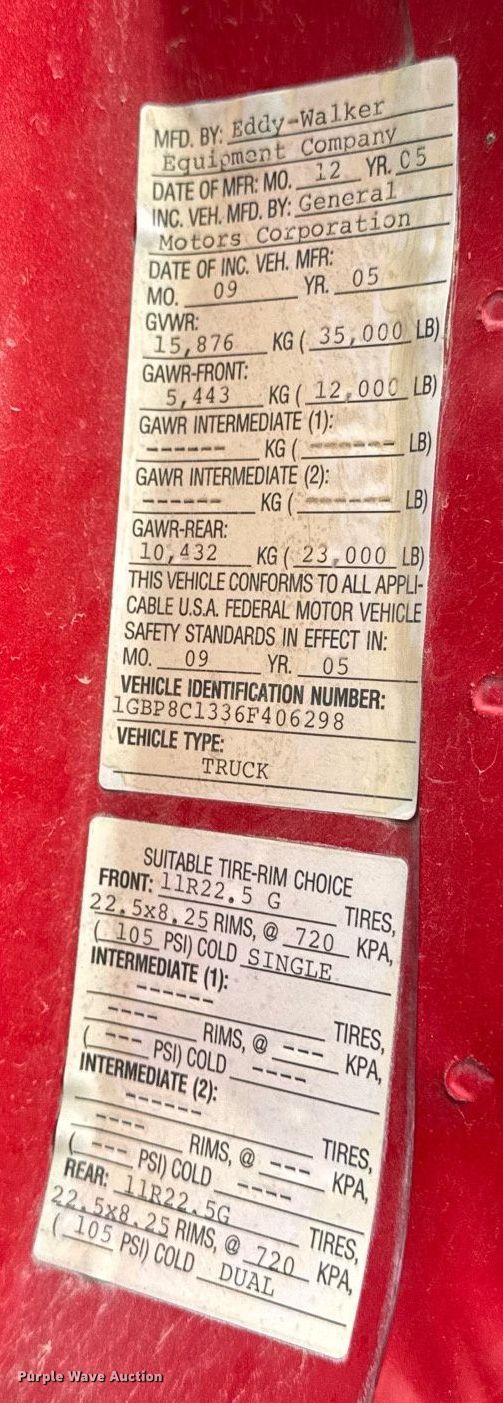 MFD. BY: Eddy-Walker
Equipment Company
DATE OF MFR: MO. 12 YR. 05
INC. VEH. MFD. BY: General
Motors Corporation
DATE OF INC. VEH. MFR:
MO. 09 YR. 05
GVWR:
15,876 KG ( 35,000 LB)
GAWR-FRONT:
5,443 KG ( 12,000 LB)
GAWR INTERMEDIATE (1):
------ KG ( ------- LB)
GAWR INTERMEDIATE (2):
------ KG ( ------- LB)
GAWR-REAR:
10,432 KG ( 23,000 LB)
THIS VEHICLE CONFORMS TO ALL APPLI-
CABLE U.S.A. FEDERAL MOTOR VEHICLE
SAFETY STANDARDS IN EFFECT IN:
MO. 09 YR. 05
VEHICLE IDENTIFICATION NUMBER:
1GBP8C1336F406298
VEHICLE TYPE:
TRUCK
SUITABLE TIRE-RIM CHOICE
FRONT: 11R22.5 G TIRES,
22.5x8.25 RIMS, @ 720 KPA,
( 105 PSI) COLD SINGLE
INTERMEDIATE (1):
------ TIRES,
---- RIMS, @ --- KPA,
( --- PSI) COLD ----
INTERMEDIATE (2):
------ TIRES,
---- RIMS, @ --- KPA,
( --- PSI) COLD ----
REAR: 11R22.5G TIRES,
22.5x8.25 RIMS, @ 720 KPA,
( 105 PSI) COLD DUAL
Purple Wave Auction